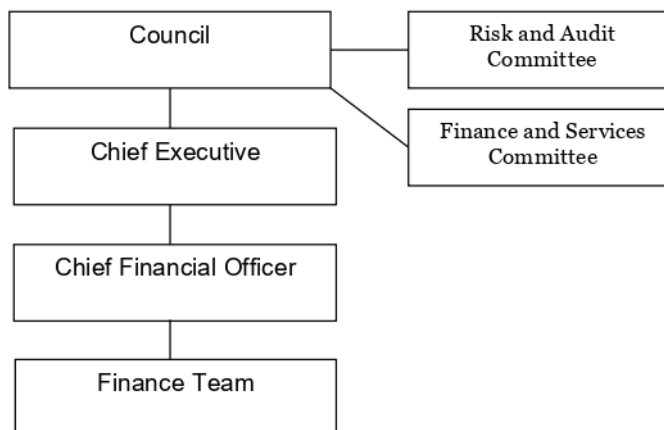 Council
Risk and Audit
Committee
Finance and Services
Committee
Chief Executive
Chief Financial Officer
Finance Team